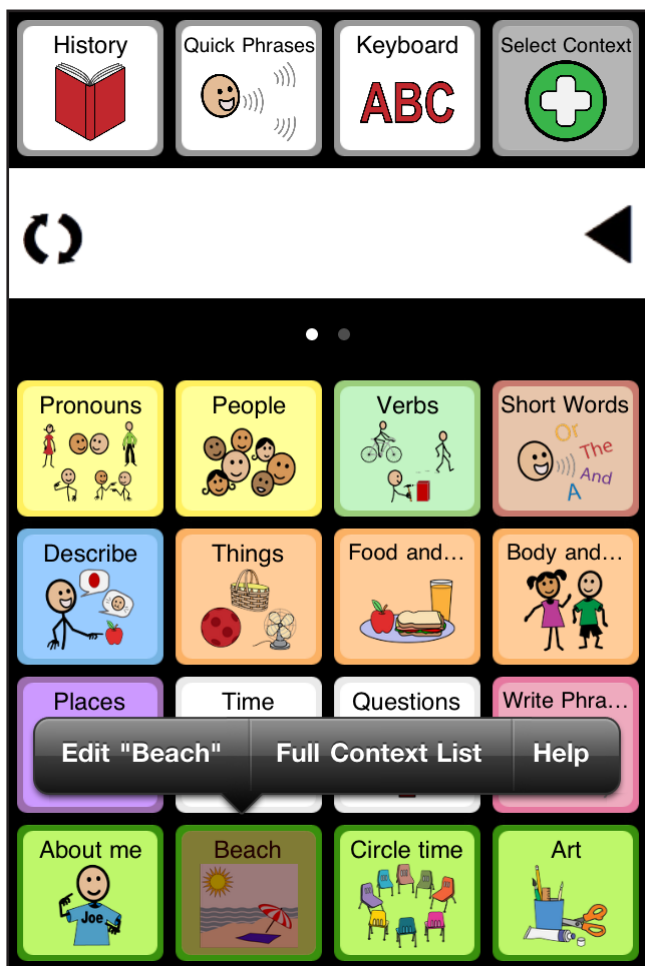 History
Quick Phrases
Keyboard
Select Context
ABC
Pronouns
People
Verbs
Short Words
Or
The
And
A
Describe
Things
Food and...
Body and...
Places
Time
Questions
Write Phra...
Edit "Beach"
Full Context List
Help
About me
Beach
Circle time
Art
Joe